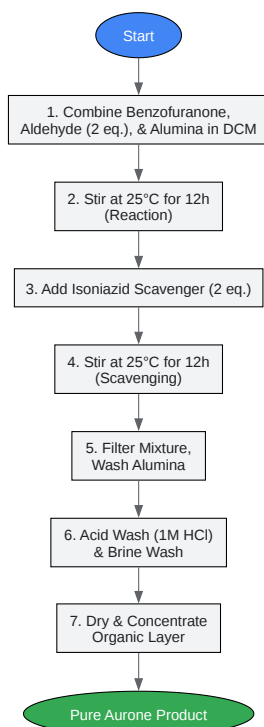 Start
1. Combine Benzofuranone,
Aldehyde (2 eq.), & Alumina in DCM
2. Stir at 25°C for 12h
(Reaction)
3. Add Isoniazid Scavenger (2 eq.)
4. Stir at 25°C for 12h
(Scavenging)
5. Filter Mixture,
Wash Alumina
6. Acid Wash (1M HCl)
& Brine Wash
7. Dry & Concentrate
Organic Layer
Pure Aurone Product